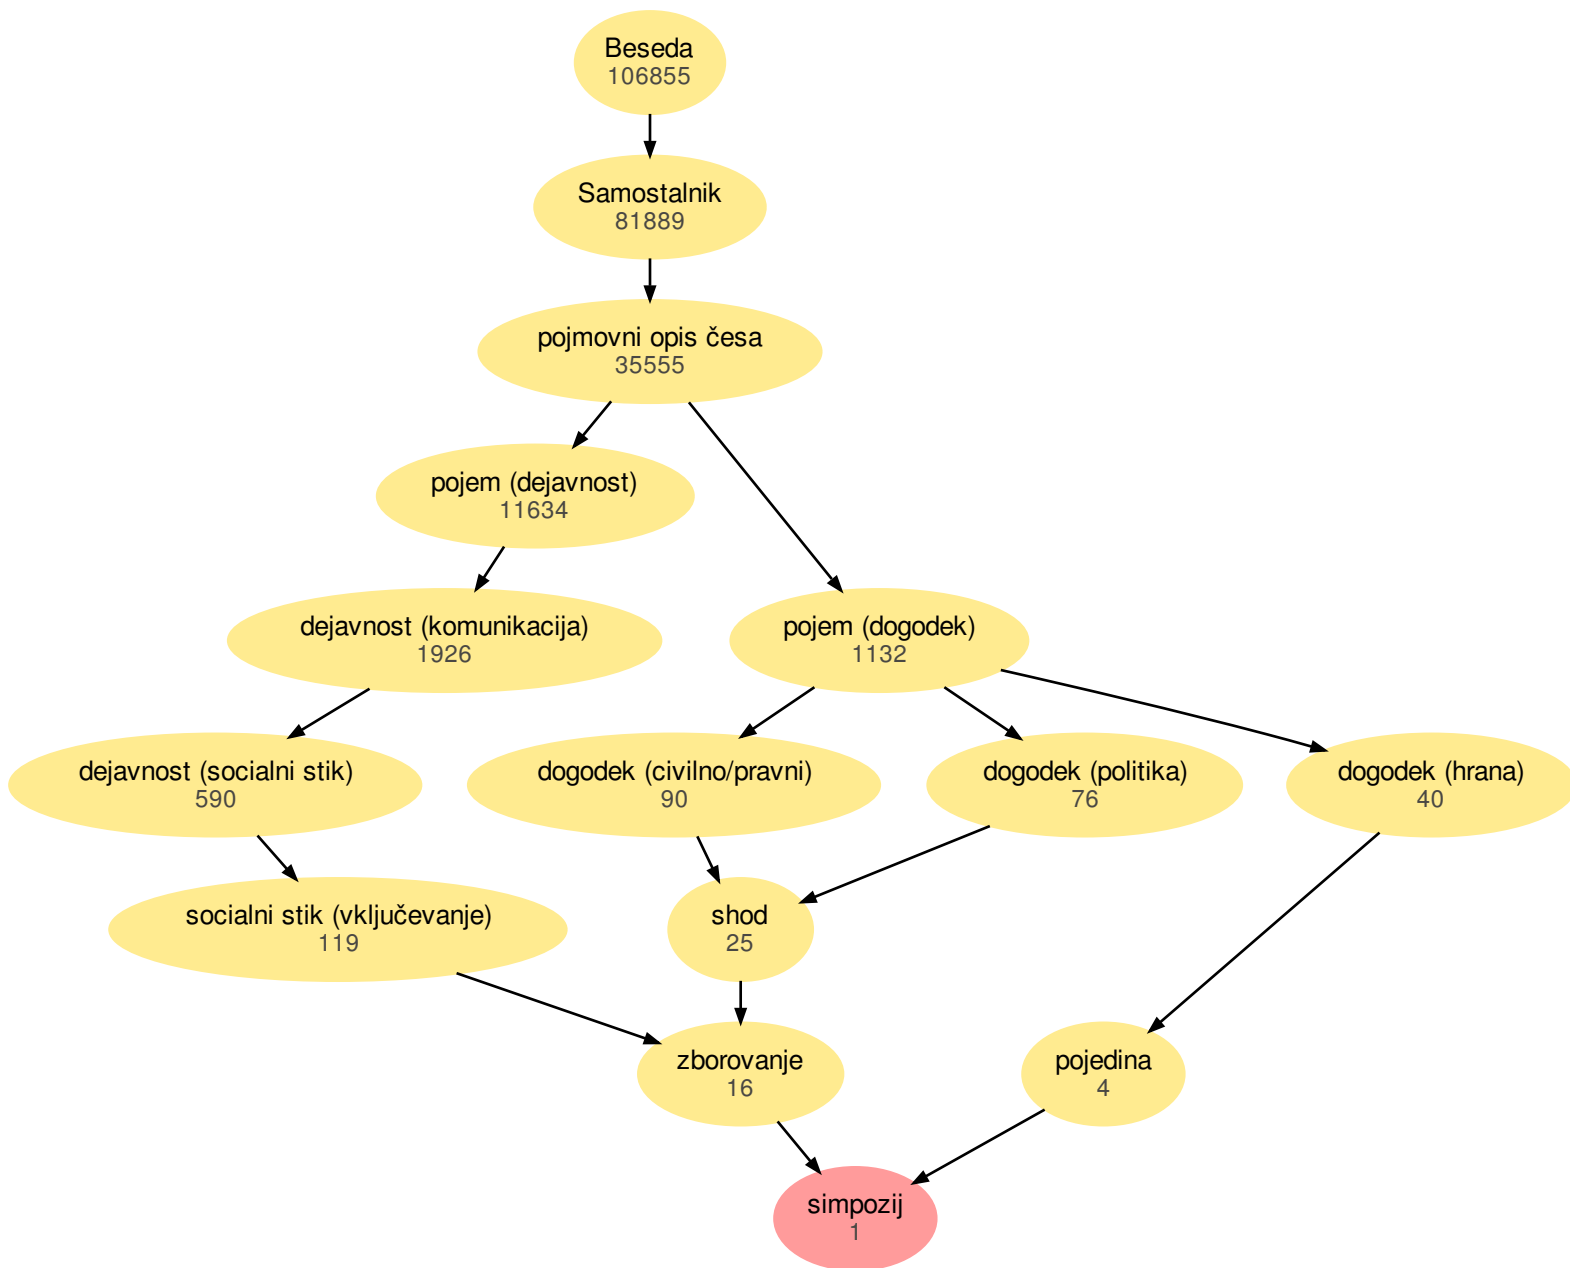 Beseda
106855
Samostalnik
81889
pojmovni opis česa
35555
pojem (dejavnost)
11634
dejavnost (komunikacija)
1926
pojem (dogodek)
1132
dejavnost (socialni stik)
590
dogodek (civilno/pravni)
90
dogodek (politika)
76
dogodek (hrana)
40
socialni stik (vključevanje)
119
shod
25
zborovanje
16
pojedina
4
simpozij
1